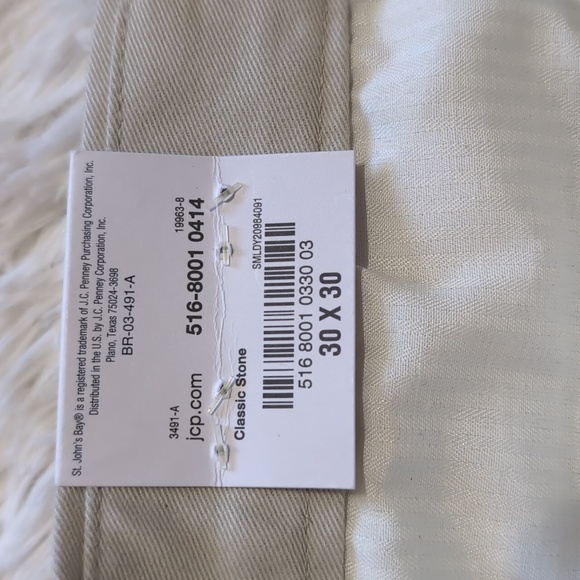 St. John's Bay® is a registered trademark of J.C. Penney Purchasing Corporation, Inc.
Distributed in the U.S. by J.C. Penney Corporation, Inc.
Plano, Texas 75024-3698
BR-03-491-A
3491-A 19963-8
jcp.com 516-8001 0414
Classic Stone
SMLDY20984091
516 8001 0330 03
30 X 30